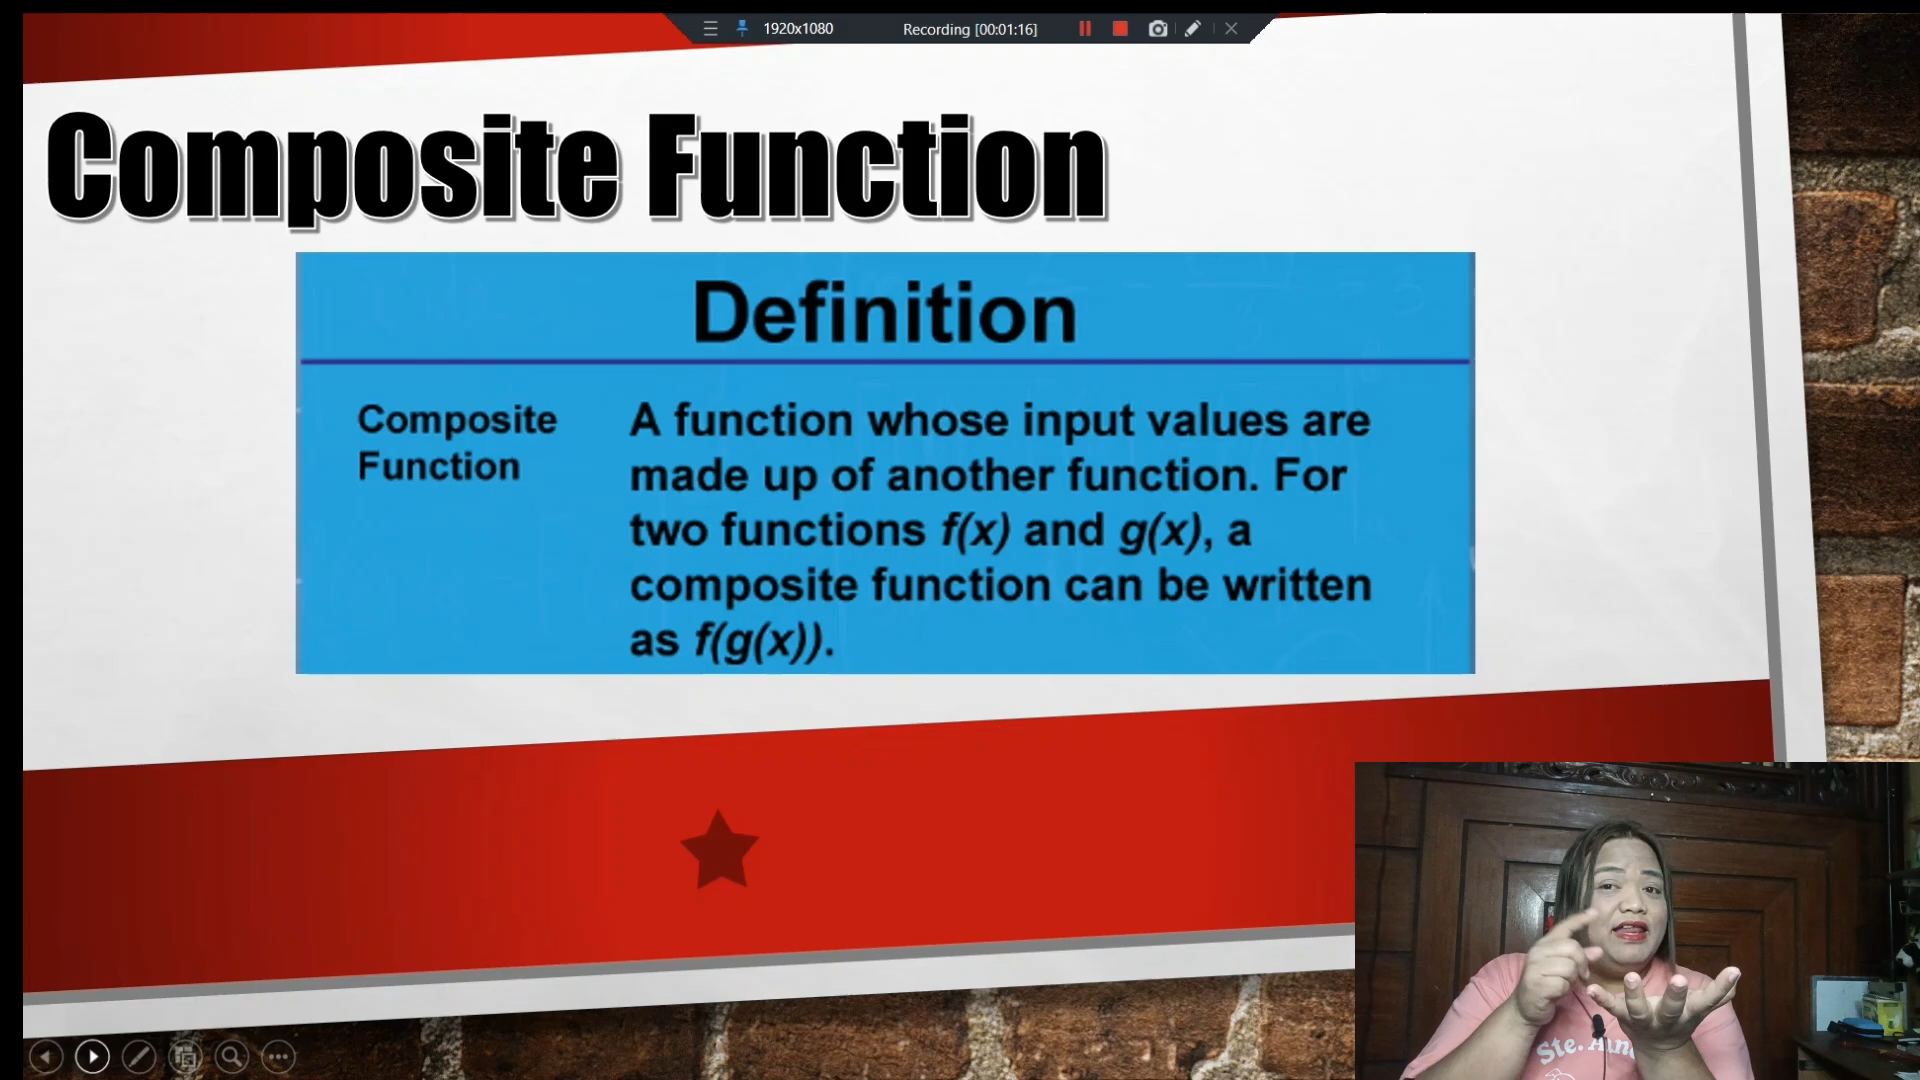 1920x1080 Recording [00:01:16]
Composite Function
Definition
Composite
Function
A function whose input values are
made up of another function. For
two functions f(x) and g(x), a
composite function can be written
as f(g(x)).
Ste.